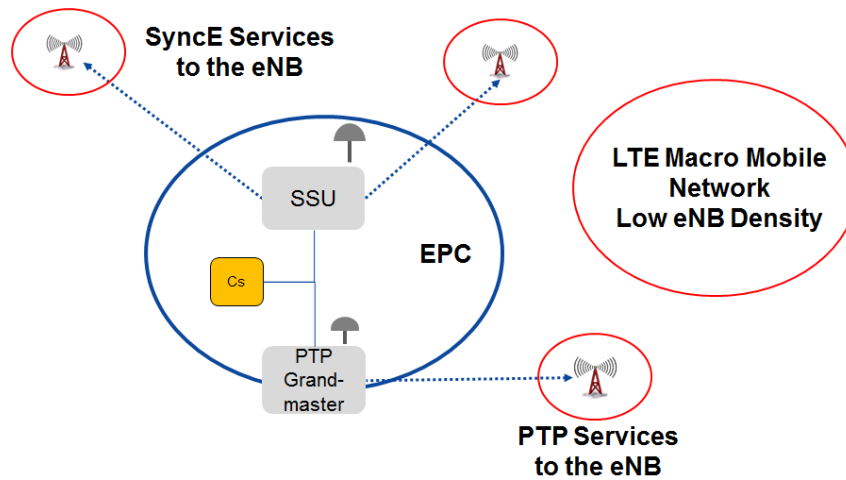 SyncE Services
to the eNB
LTE Macro Mobile
Network
Low eNB Density
SSU
EPC
Cs
PTP
Grand-
master
PTP Services
to the eNB